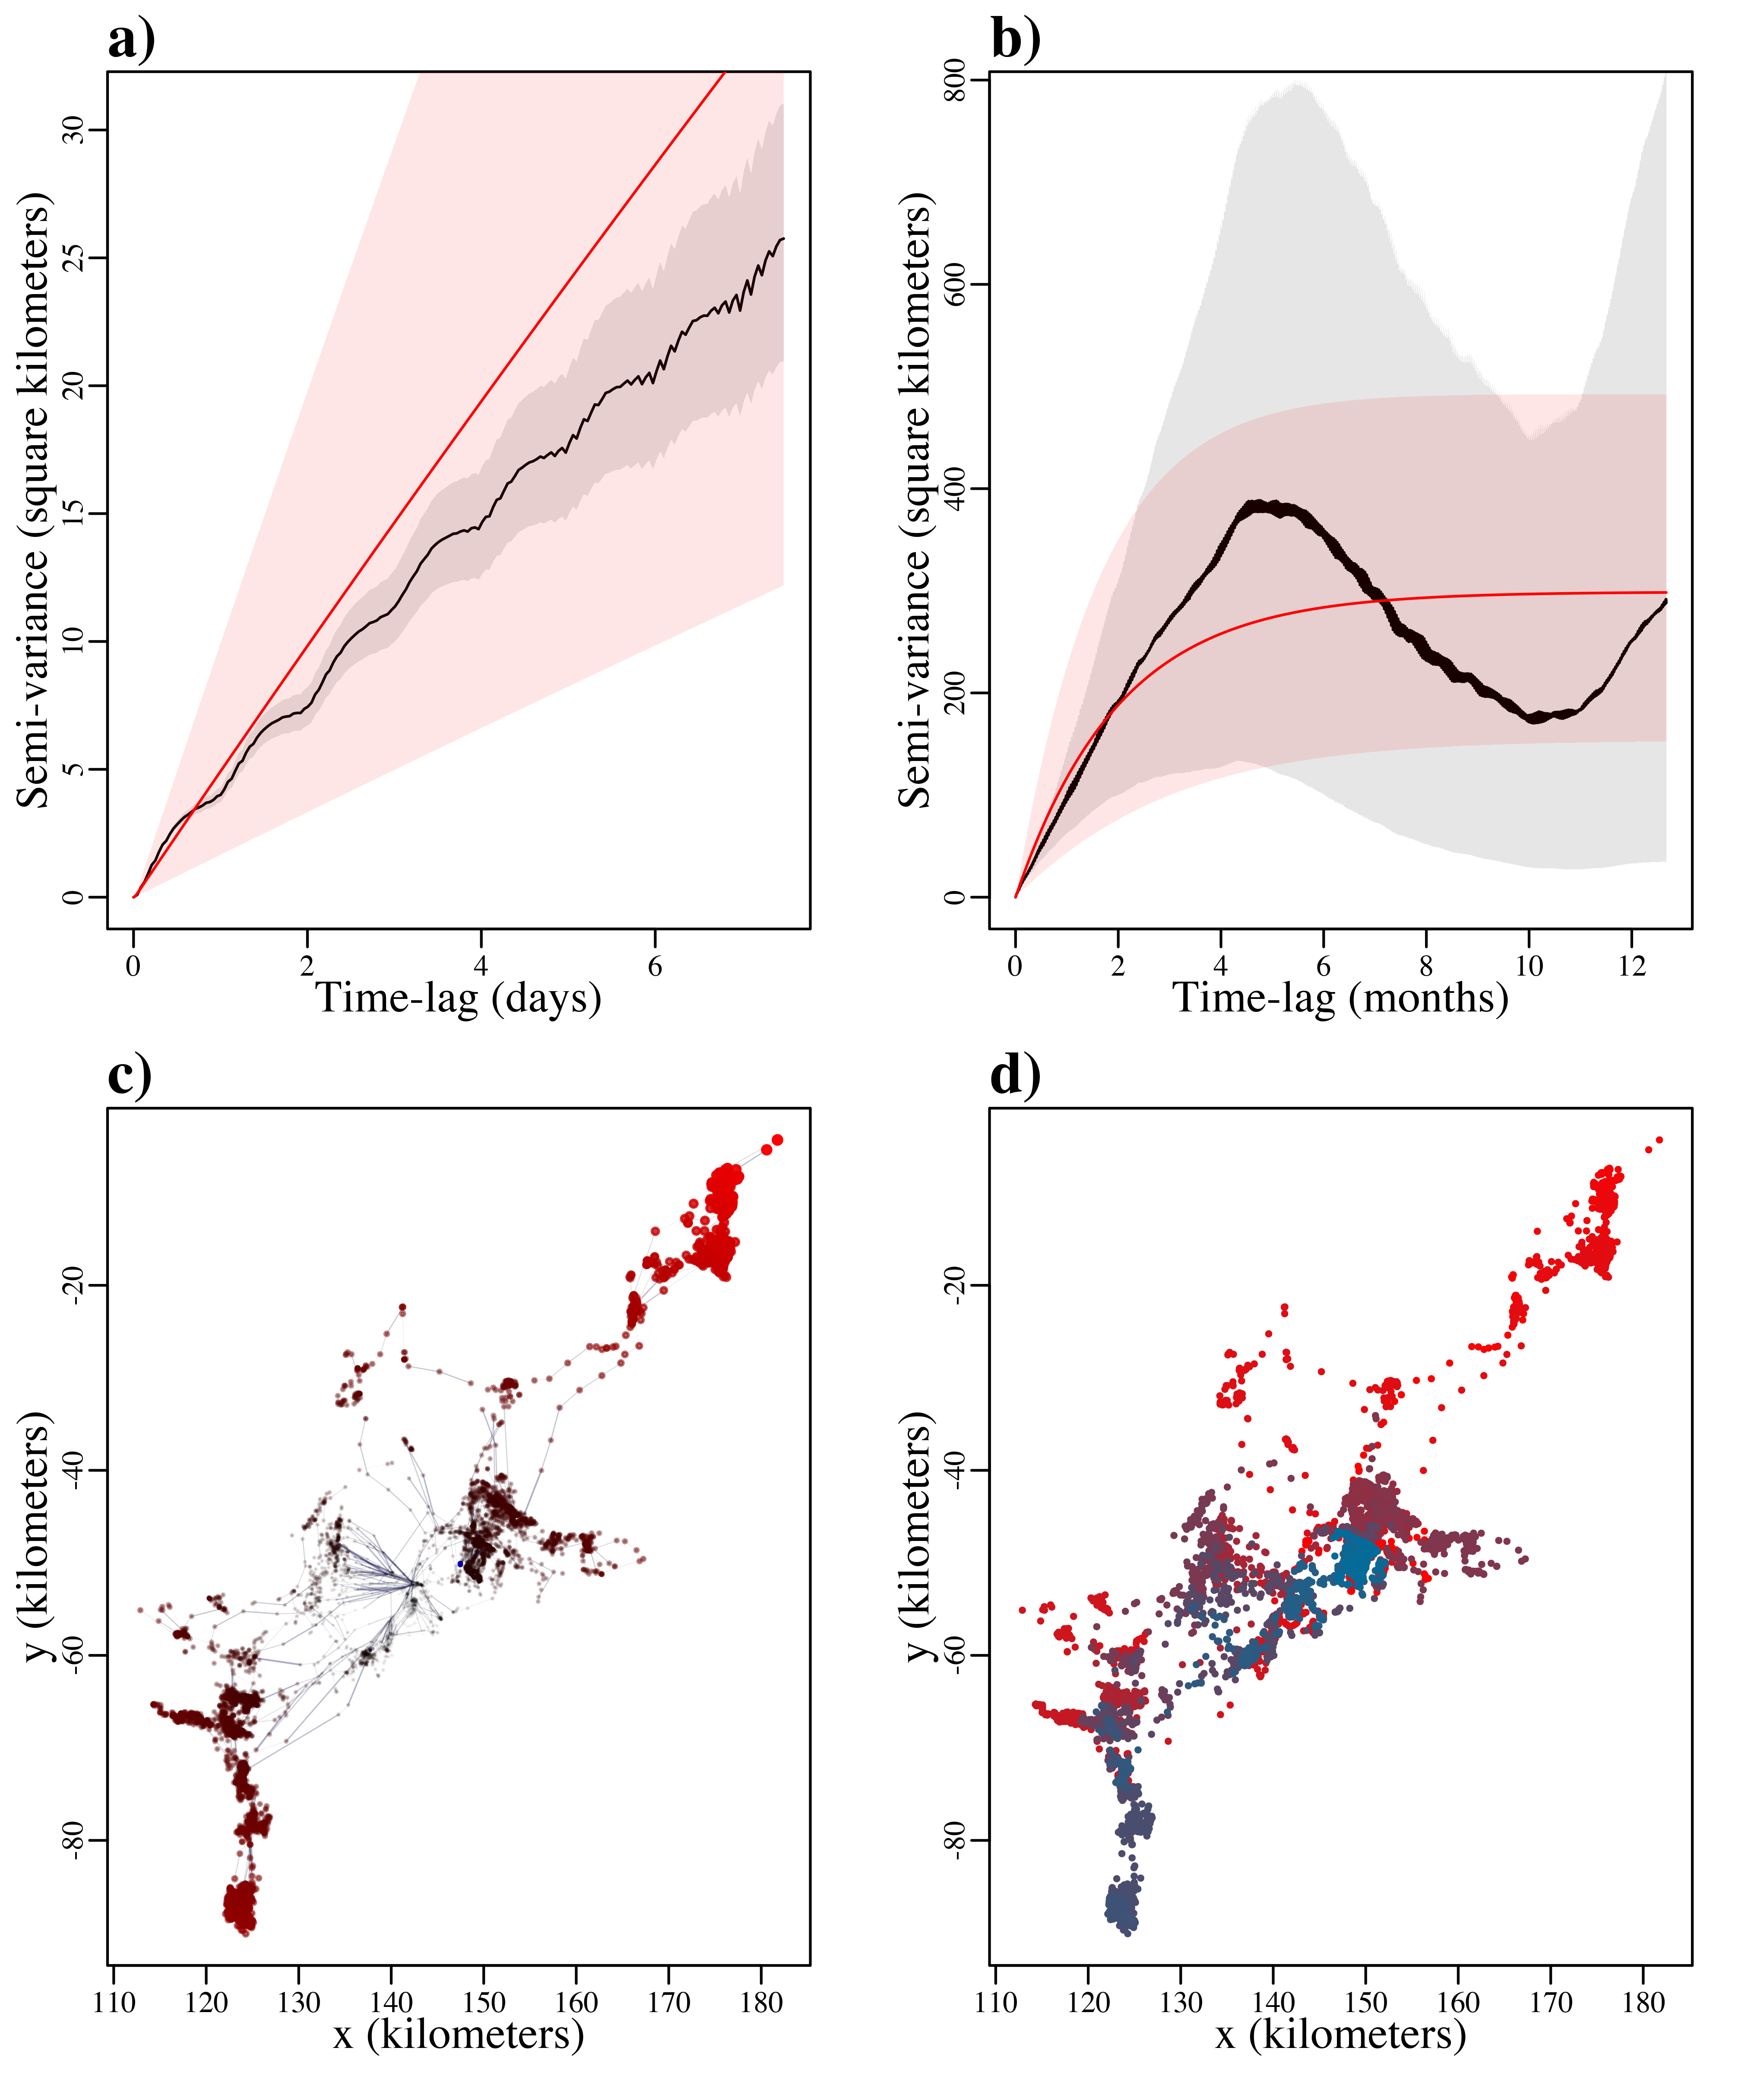 a)
Semi-variance (square kilometers)
30
25
20
15
10
5
0
0 2 4 6
Time-lag (days)
b)
Semi-variance (square kilometers)
800
600
400
200
0
0 2 4 6 8 10 12
Time-lag (months)
c)
y (kilometers)
-20
-40
-60
-80
110 120 130 140 150 160 170 180
x (kilometers)
d)
y (kilometers)
-20
-40
-60
-80
110 120 130 140 150 160 170 180
x (kilometers)